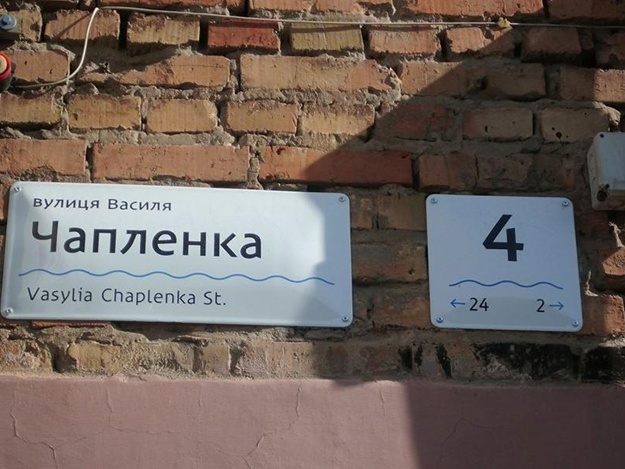 вулиця Василя
Чапленка
Vasylia Chaplenka St.
4
←24 2→